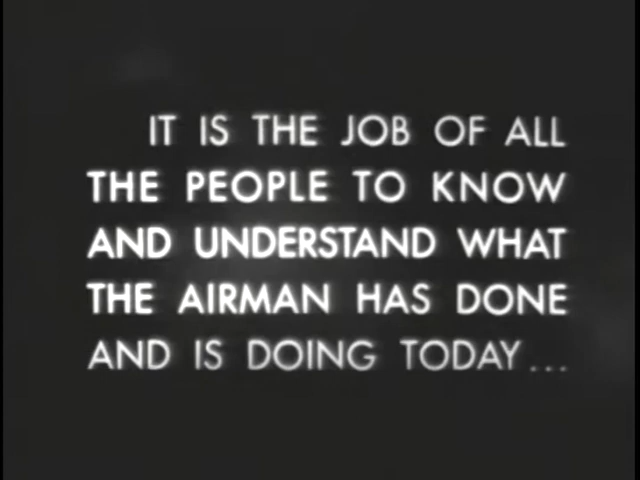 IT IS THE JOB OF ALL
THE PEOPLE TO KNOW
AND UNDERSTAND WHAT
THE AIRMAN HAS DONE
AND IS DOING TODAY...